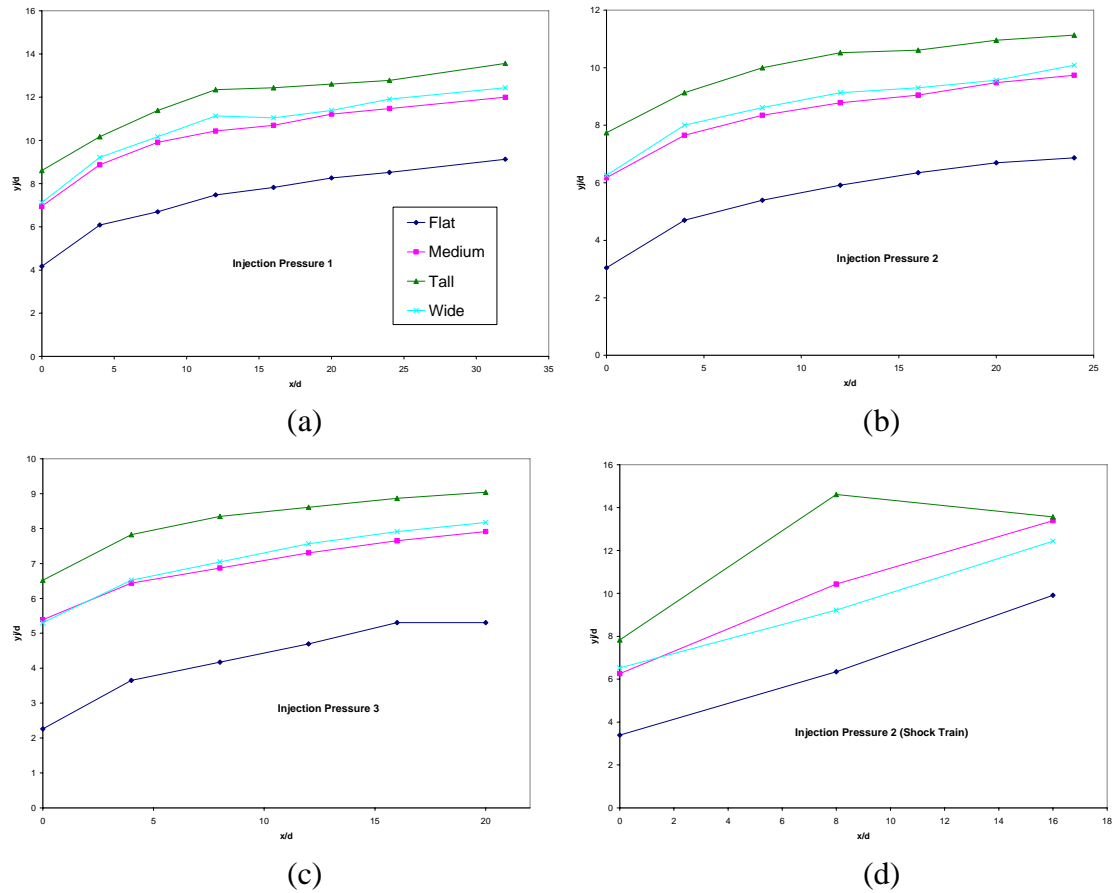 16
14
12
10
8
6
4
2
0
yj/d
Flat
Medium
Tall
Wide
Injection Pressure 1
0 5 10 15 20 25 30 35
x/d
(a)
12
10
8
6
4
2
0
yj/d
Injection Pressure 2
0 5 10 15 20 25
x/d
(b)
10
9
8
7
6
5
4
3
2
1
0
yj/d
Injection Pressure 3
0 5 10 15 20
x/d
(c)
16
14
12
10
8
6
4
2
0
yj/d
Injection Pressure 2 (Shock Train)
0 2 4 6 8 10 12 14 16 18
x/d
(d)